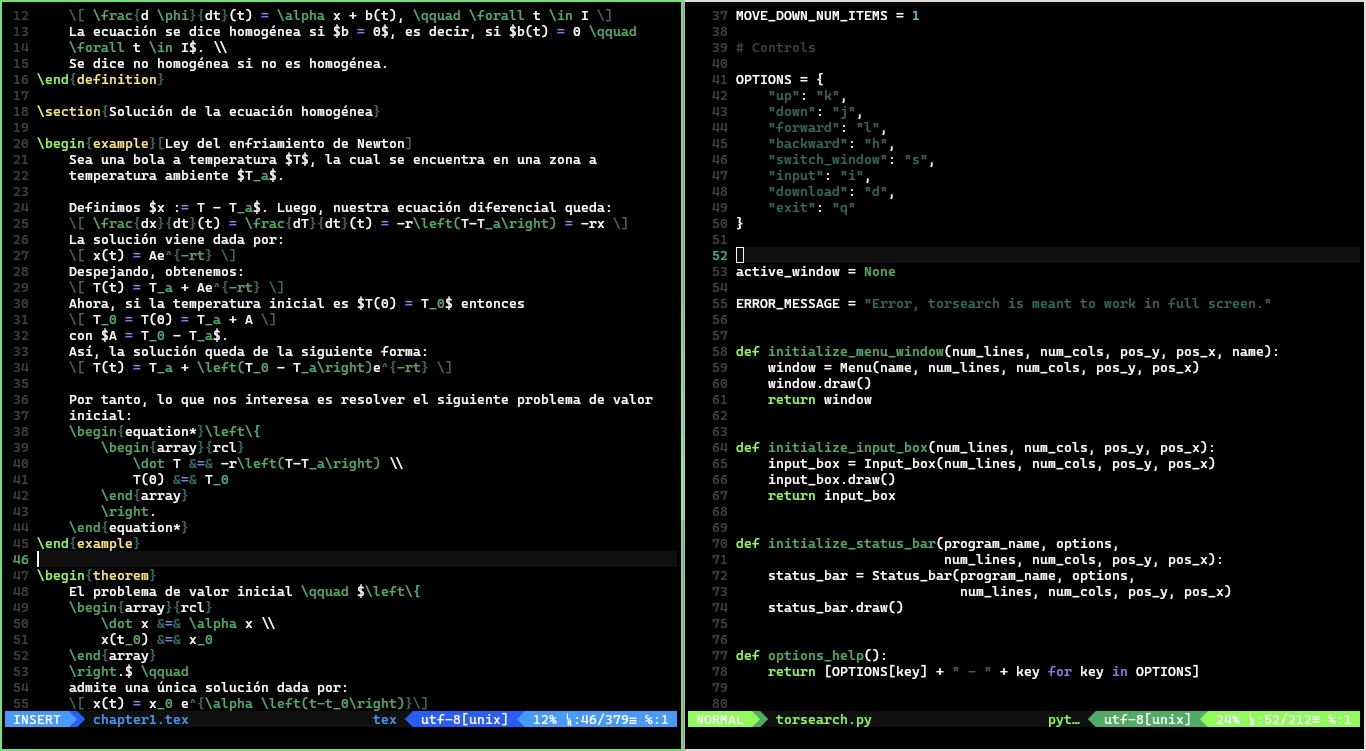 12 \[ \frac{d \phi}{dt}(t) = \alpha x + b(t), \qquad \forall t \in I \]
13 La ecuación se dice homogénea si $b = 0$, es decir, si $b(t) = 0 \qquad
14 \forall t \in I$. \\
15 Se dice no homogénea si no es homogénea.
16 \end{definition}
17
18 \section{Solución de la ecuación homogénea}
19
20 \begin{example}[Ley del enfriamiento de Newton]
21 Sea una bola a temperatura $T$, la cual se encuentra en una zona a
22 temperatura ambiente $T_a$.
23
24 Definimos $x := T - T_a$. Luego, nuestra ecuación diferencial queda:
25 \[ \frac{dx}{dt}(t) = \frac{dT}{dt}(t) = -r\left(T-T_a\right) = -rx \]
26 La solución viene dada por:
27 \[ x(t) = Ae^{-rt} \]
28 Despejando, obtenemos:
29 \[ T(t) = T_a + Ae^{-rt} \]
30 Ahora, si la temperatura inicial es $T(0) = T_0$ entonces
31 \[ T_0 = T(0) = T_a + A \]
32 con $A = T_0 - T_a$.
33 Así, la solución queda de la siguiente forma:
34 \[ T(t) = T_a + \left(T_0 - T_a\right)e^{-rt} \]
35
36 Por tanto, lo que nos interesa es resolver el siguiente problema de valor
37 inicial:
38 \begin{equation*}\left\{
39 \begin{array}{rcl}
40 \dot T &=& -r\left(T-T_a\right) \\
41 T(0) &=& T_0
42 \end{array}
43 \right.
44 \end{equation*}
45 \end{example}
46
47 \begin{theorem}
48 El problema de valor inicial \qquad $\left\{
49 \begin{array}{rcl}
50 \dot x &=& \alpha x \\
51 x(t_0) &=& x_0
52 \end{array}
53 \right.$ \qquad
54 admite una única solución dada por:
55 \[ x(t) = x_0 e^{\alpha \left(t-t_0\right)}\]
INSERT chapter1.tex tex utf-8[unix] 12% :46/379≡ %:1
37 MOVE_DOWN_NUM_ITEMS = 1
38
39 # Controls
40
41 OPTIONS = {
42 "up": "k",
43 "down": "j",
44 "forward": "l",
45 "backward": "h",
46 "switch_window": "s",
47 "input": "i",
48 "download": "d",
49 "exit": "q"
50 }
51
52
53 active_window = None
54
55 ERROR_MESSAGE = "Error, torsearch is meant to work in full screen."
56
57
58 def initialize_menu_window(num_lines, num_cols, pos_y, pos_x, name):
59 window = Menu(name, num_lines, num_cols, pos_y, pos_x)
60 window.draw()
61 return window
62
63
64 def initialize_input_box(num_lines, num_cols, pos_y, pos_x):
65 input_box = Input_box(num_lines, num_cols, pos_y, pos_x)
66 input_box.draw()
67 return input_box
68
69
70 def initialize_status_bar(program_name, options,
71 num_lines, num_cols, pos_y, pos_x):
72 status_bar = Status_bar(program_name, options,
73 num_lines, num_cols, pos_y, pos_x)
74 status_bar.draw()
75
76
77 def options_help():
78 return [OPTIONS[key] + " - " + key for key in OPTIONS]
79
80
NORMAL torsearch.py pyt… utf-8[unix] 24% :52/212≡ %:1